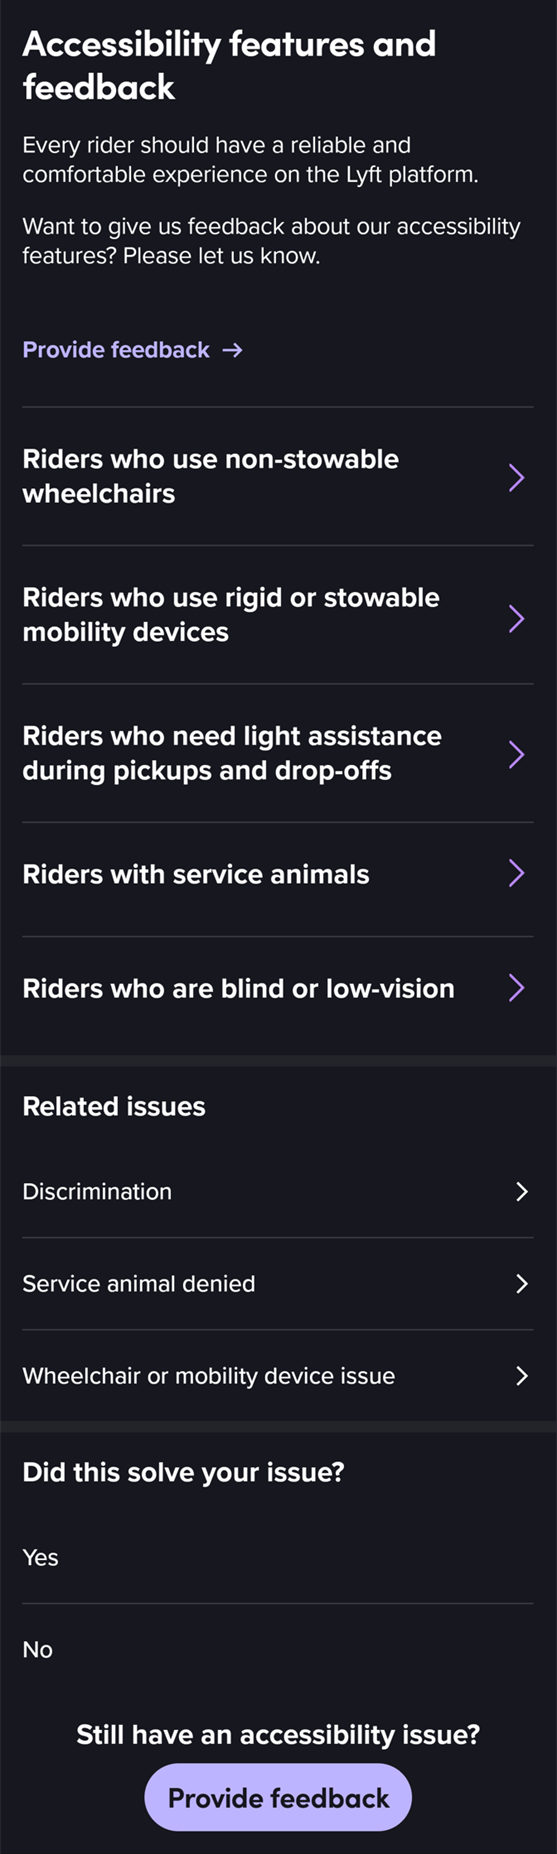 Accessibility features and
feedback
Every rider should have a reliable and
comfortable experience on the Lyft platform.
Want to give us feedback about our accessibility
features? Please let us know.
Provide feedback →
Riders who use non-stowable
wheelchairs
Riders who use rigid or stowable
mobility devices
Riders who need light assistance
during pickups and drop-offs
Riders with service animals
Riders who are blind or low-vision
Related issues
Discrimination
Service animal denied
Wheelchair or mobility device issue
Did this solve your issue?
Yes
No
Still have an accessibility issue?
Provide feedback